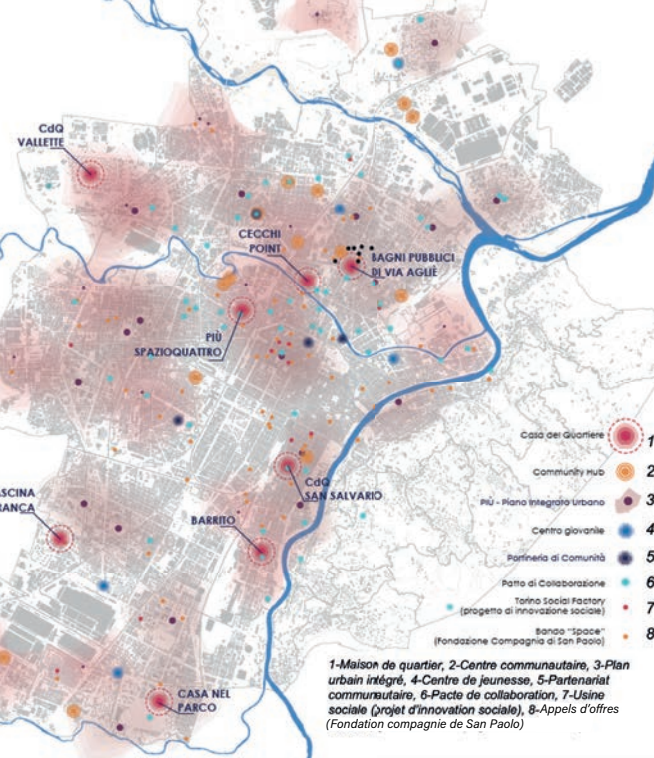 CdQ
VALLETTE
CECCHI
POINT
BAGNI PUBBLICI
DI VIA AGLIÈ
PIÙ
SPAZIOQUATTRO
CdQ
SAN SALVARIO
ASCINA
RANCA
BARRITO
CASA NEL
PARCO
Casa del Quartiere 1
Community Hub 2
PIÙ - Piano Integrato Urbano 3
Centro giovanile 4
Portineria di Comunità 5
Patto di Collaborazione 6
Torino Social Factory
(progetto di innovazione sociale) 7
Bando "Space"
(Fondazione Compagnia di San Paolo) 8
1-Maison de quartier, 2-Centre communautaire, 3-Plan
urbain intégré, 4-Centre de jeunesse, 5-Partenariat
communautaire, 6-Pacte de collaboration, 7-Usine
sociale (projet d'innovation sociale), 8-Appels d'offres
(Fondation compagnie de San Paolo)